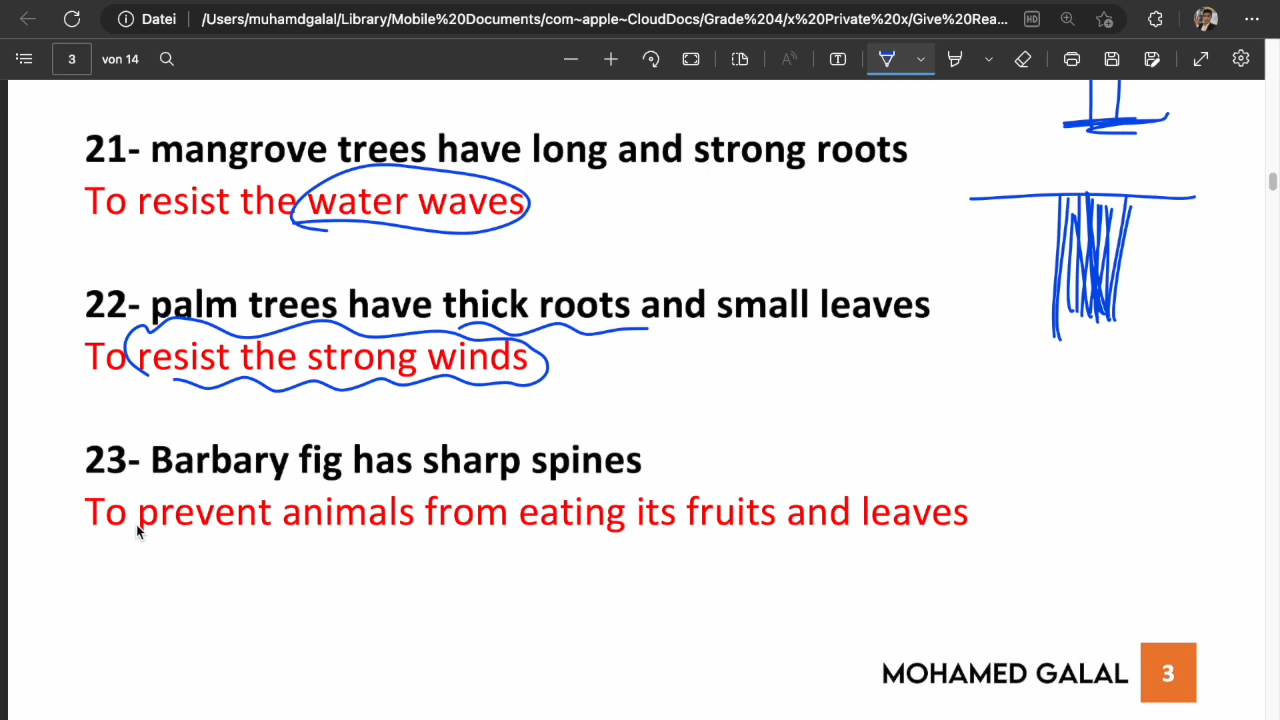 Datei
/Users/muhamdgalal/Library/Mobile%20Documents/com~apple~CloudDocs/Grade%204/x%20Private%20x/Give%20Rea...
HD
3 von 14
21- mangrove trees have long and strong roots
To resist the water waves
22- palm trees have thick roots and small leaves
To resist the strong winds
23- Barbary fig has sharp spines
To prevent animals from eating its fruits and leaves
MOHAMED GALAL 3